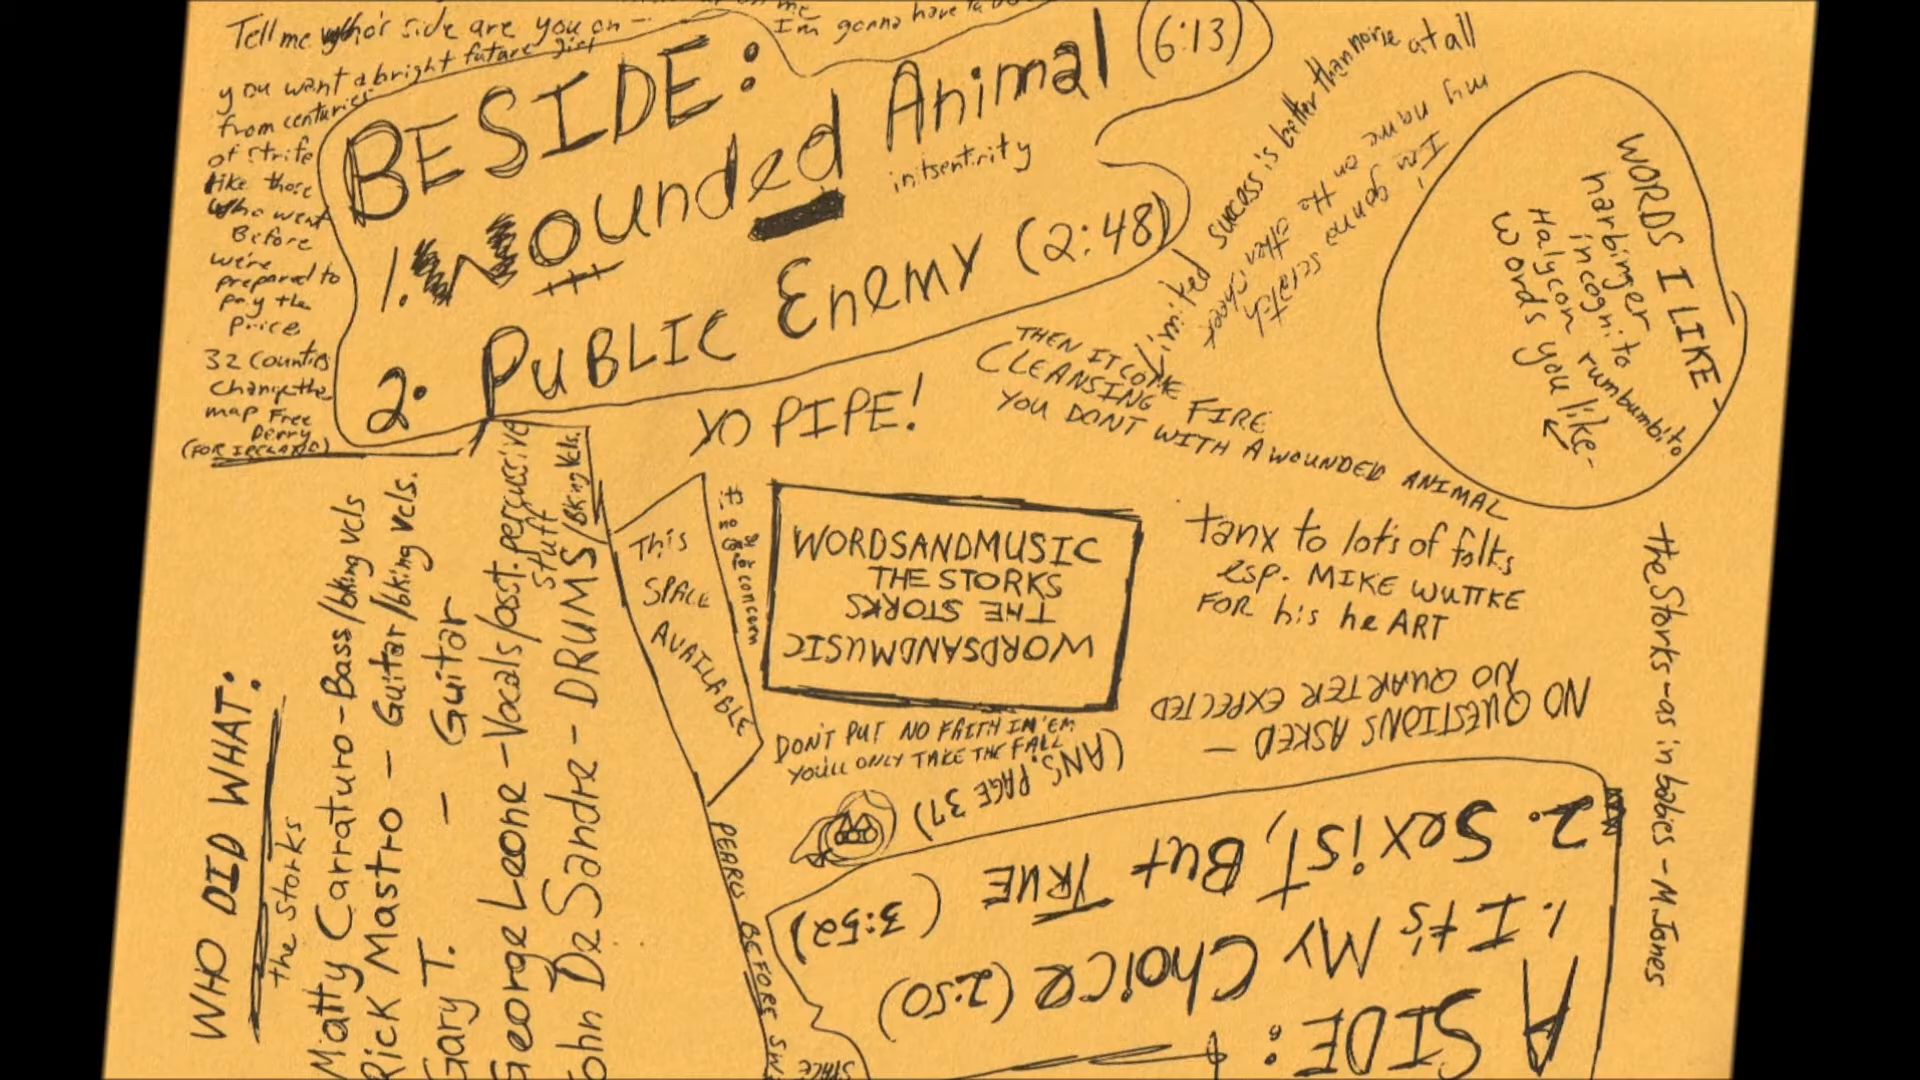 Tell me who's side are you on —
you want a bright future girl
from centuries
of strife
like those
who went
Before
we're
prepared to
pay the
price
32 counties
change the
map Free
Derry
(FOR IRELAND)
on me
I'm gonna have to
BESIDE:
1. Wounded Animal (6:13)
initsentirity
2. PUBLIC EnemY (2:48)
limited success is better than noise at all
I'm gonna scratch
my name on the other cheek
WORDS I LIKE -
harbinger
incognito
Halycon rumbumbito
Words you like -
YO PIPE!
THEN IT COME
CLEANSING FIRE
YOU DONT WITH A WOUNDED ANIMAL
This
SPACE
AVAILABLE
no
concern
WORDSANDMUSIC
THE STORKS
THE STORKS
WORDSANDMUSIC
tanx to lots of folks
esp. MIKE WUTTKE
FOR his heART
the Storks - as in babies - M Jones
NO QUESTIONS ASKED —
NO QUARTER EXPECTED
DON'T PUT NO FAITH IN 'EM
YOU'LL ONLY TAKE THE FALL
(ANS. PAGE 37)
WHO DID WHAT:
the Storks
Matty Carraturo - Bass/bking vcls
Rick Mastro - Guitar/bking vcls.
Gary T. - Guitar
George Leone - Vocals/asst. percussive
stuff
John De Sandre - DRUMS/Bking Vcls.
PEARLS BEFORE SWINE
SPACE
A SIDE:
1. It's My Choice (2:50)
2. Sexist, But TRUE (3:52)